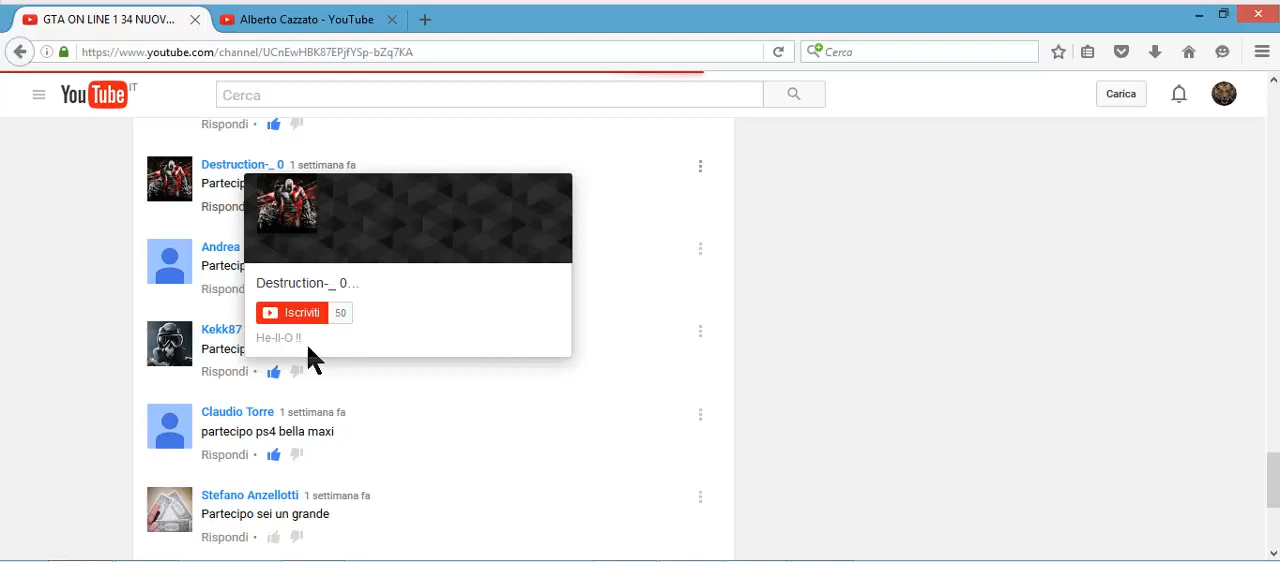 GTA ON LINE 1 34 NUOV...
Alberto Cazzato - YouTube
https://www.youtube.com/channel/UCnEwHBK87EPjfYSp-bZq7KA
Cerca
YouTube IT
Cerca
Carica
Rispondi •
Destruction-_ 0 1 settimana fa
Partecip
Rispond
Destruction-_ 0...
Iscriviti 50
He-ll-O !!
Andrea
Partecip
Rispond
Kekk87
Partecip
Rispondi •
Claudio Torre 1 settimana fa
partecipo ps4 bella maxi
Rispondi •
Stefano Anzellotti 1 settimana fa
Partecipo sei un grande
Rispondi •